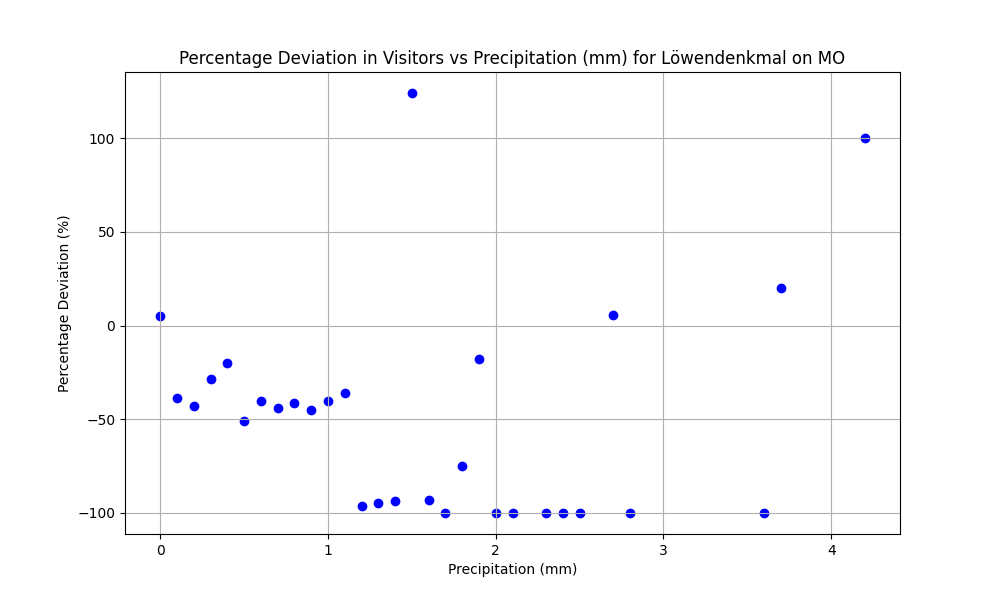 Percentage Deviation in Visitors vs Precipitation (mm) for Löwendenkmal on MO
Percentage Deviation (%)
100
50
0
−50
−100
0 1 2 3 4
Precipitation (mm)